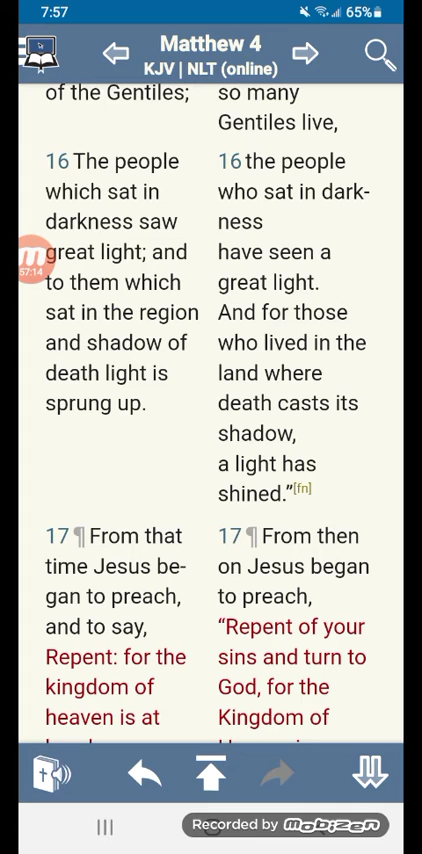 7:57
65%
Matthew 4
KJV | NLT (online)
of the Gentiles;
16 The people
which sat in
darkness saw
great light; and
to them which
sat in the region
and shadow of
death light is
sprung up.
17 ¶ From that
time Jesus be-
gan to preach,
and to say,
Repent: for the
kingdom of
heaven is at
so many
Gentiles live,
16 the people
who sat in dark-
ness
have seen a
great light.
And for those
who lived in the
land where
death casts its
shadow,
a light has
shined.”[fn]
17 ¶ From then
on Jesus began
to preach,
“Repent of your
sins and turn to
God, for the
Kingdom of
m
57:14
Recorded by mobizen